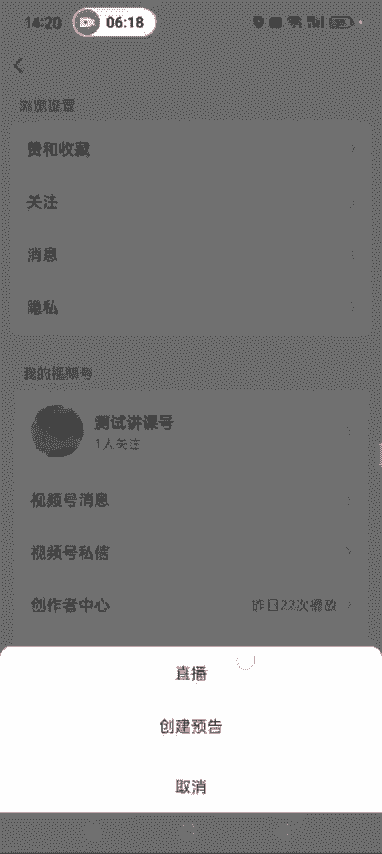 14:20
06:18
浏览设置
赞和收藏
关注
消息
隐私
我的视频号
测试讲课号
1人关注
视频号消息
视频号私信
创作者中心 昨日22次播放
直播
创建预告
取消